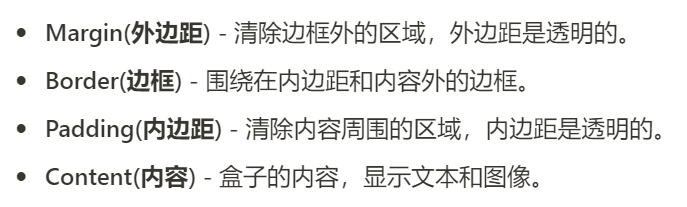 • Margin(外边距) - 清除边框外的区域，外边距是透明的。
• Border(边框) - 围绕在内边距和内容外的边框。
• Padding(内边距) - 清除内容周围的区域，内边距是透明的。
• Content(内容) - 盒子的内容，显示文本和图像。